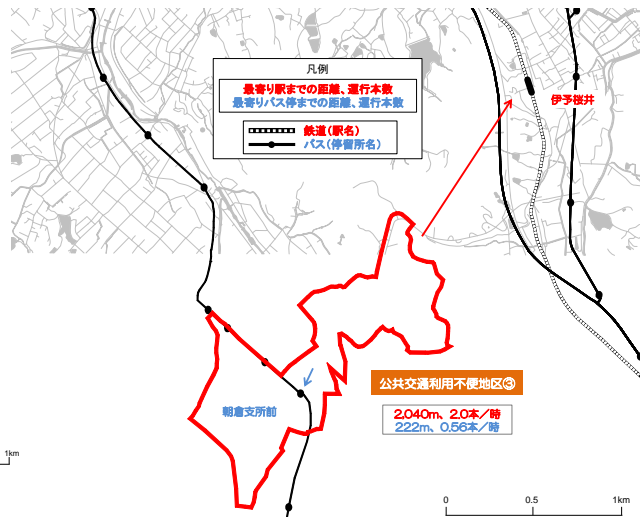 凡例
最寄り駅までの距離、運行本数
最寄りバス停までの距離、運行本数
鉄道(駅名)
バス(停留所名)
伊予桜井
朝倉支所前
公共交通利用不便地区③
2,040m、2.0本/時
222m、0.56本/時
1km
0 0.5 1km